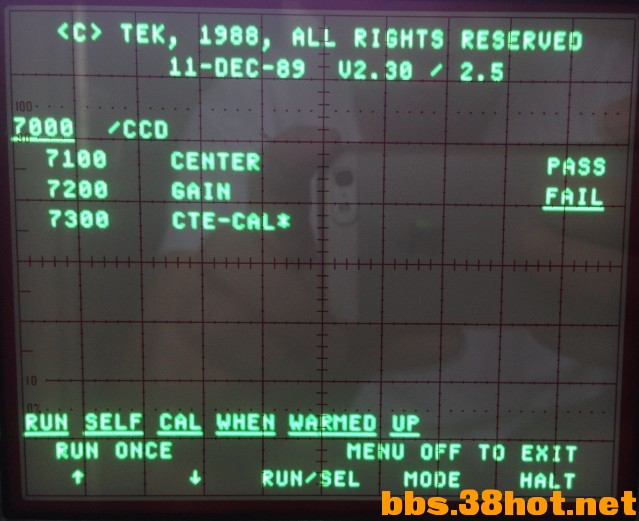 <C> TEK, 1988, ALL RIGHTS RESERVED
11-DEC-89 V2.30 / 2.5
100
7000 /CCD
7100 CENTER PASS
7200 GAIN FAIL
7300 CTE-CAL*
10
RUN SELF CAL WHEN WARMED UP
RUN ONCE MENU OFF TO EXIT
↑ ↓ RUN/SEL MODE HALT
bbs.38hot.net